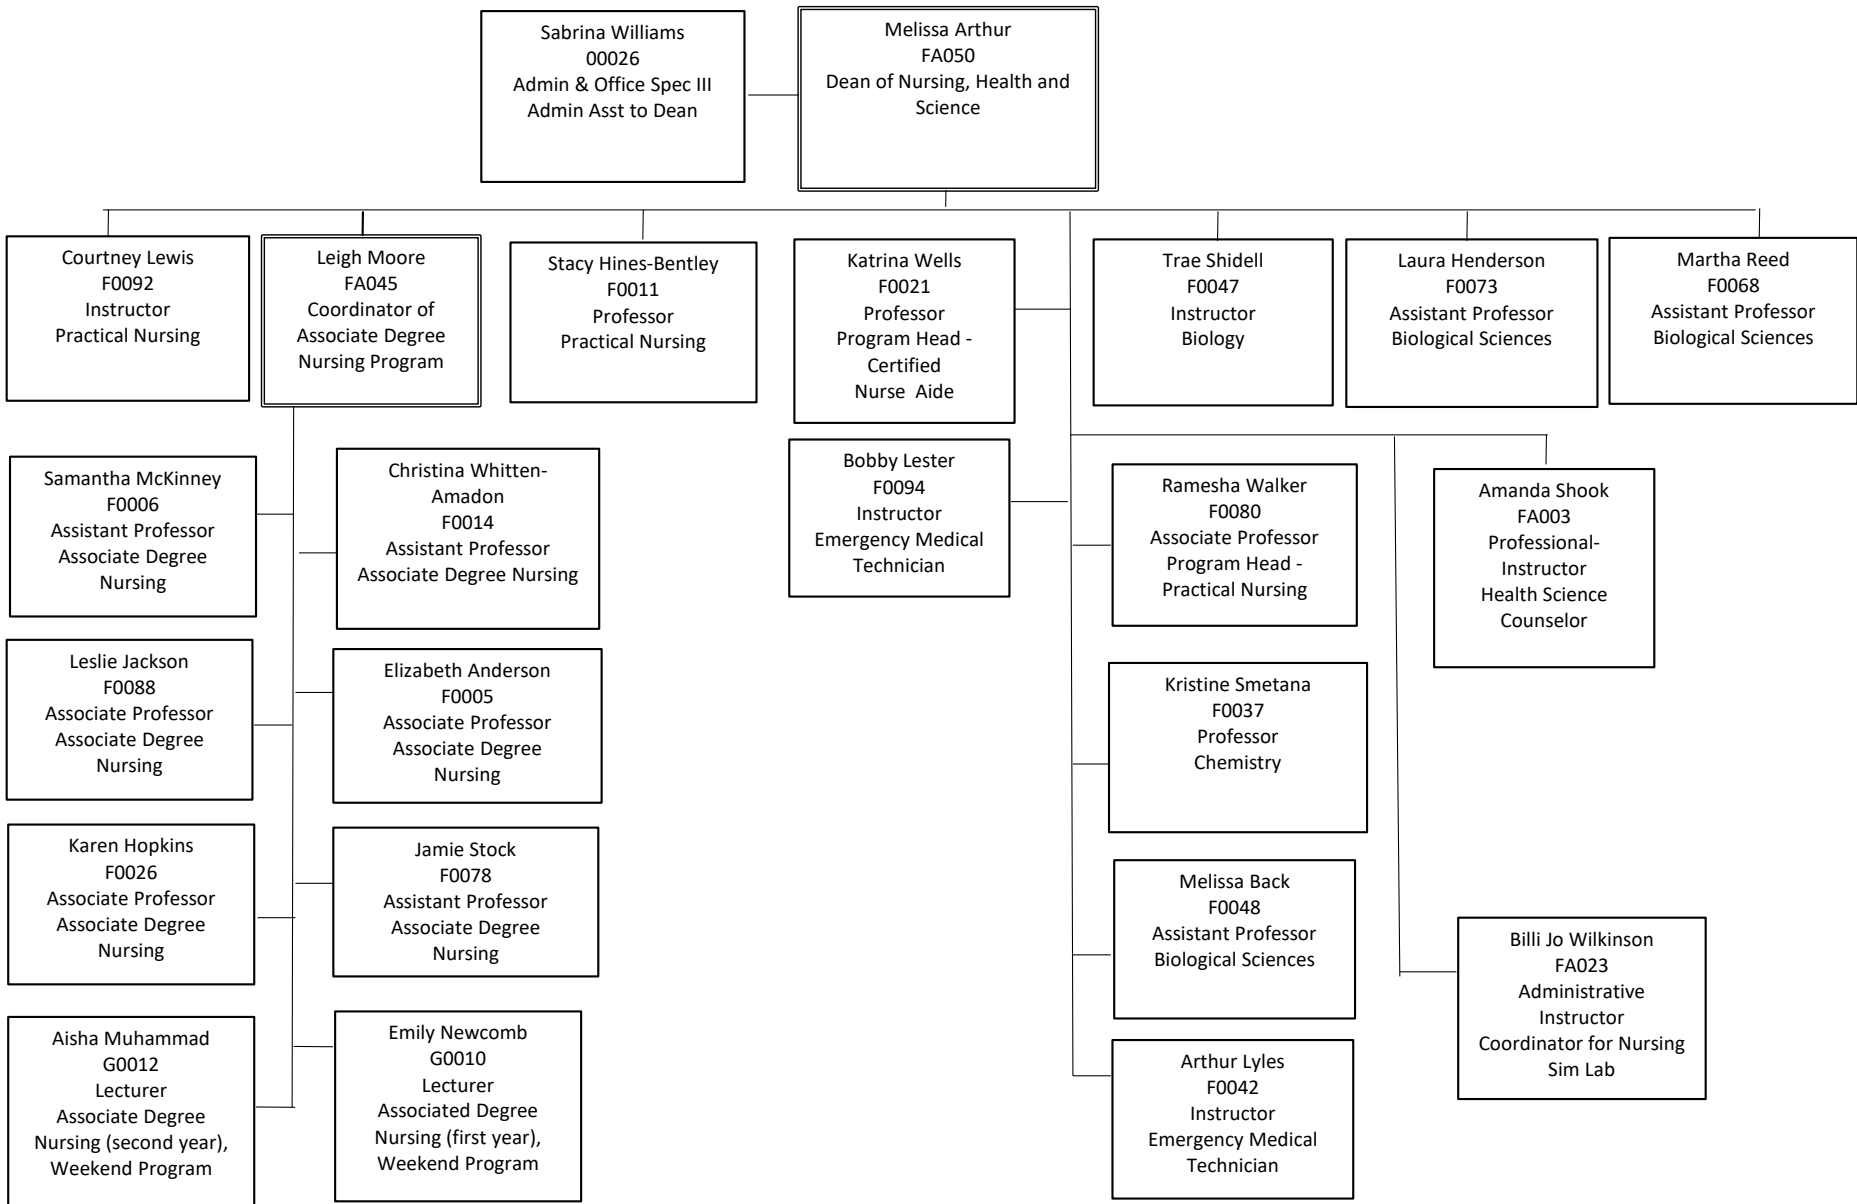 Sabrina Williams
00026
Admin & Office Spec III
Admin Asst to Dean
Melissa Arthur
FA050
Dean of Nursing, Health and
Science
Courtney Lewis
F0092
Instructor
Practical Nursing
Leigh Moore
FA045
Coordinator of
Associate Degree
Nursing Program
Stacy Hines-Bentley
F0011
Professor
Practical Nursing
Katrina Wells
F0021
Professor
Program Head -
Certified
Nurse Aide
Trae Shidell
F0047
Instructor
Biology
Laura Henderson
F0073
Assistant Professor
Biological Sciences
Martha Reed
F0068
Assistant Professor
Biological Sciences
Samantha McKinney
F0006
Assistant Professor
Associate Degree
Nursing
Christina Whitten-
Amadon
F0014
Assistant Professor
Associate Degree Nursing
Bobby Lester
F0094
Instructor
Emergency Medical
Technician
Ramesha Walker
F0080
Associate Professor
Program Head -
Practical Nursing
Amanda Shook
FA003
Professional-
Instructor
Health Science
Counselor
Leslie Jackson
F0088
Associate Professor
Associate Degree
Nursing
Elizabeth Anderson
F0005
Associate Professor
Associate Degree
Nursing
Kristine Smetana
F0037
Professor
Chemistry
Karen Hopkins
F0026
Associate Professor
Associate Degree
Nursing
Jamie Stock
F0078
Assistant Professor
Associate Degree
Nursing
Melissa Back
F0048
Assistant Professor
Biological Sciences
Billi Jo Wilkinson
FA023
Administrative
Instructor
Coordinator for Nursing
Sim Lab
Aisha Muhammad
G0012
Lecturer
Associate Degree
Nursing (second year),
Weekend Program
Emily Newcomb
G0010
Lecturer
Associated Degree
Nursing (first year),
Weekend Program
Arthur Lyles
F0042
Instructor
Emergency Medical
Technician